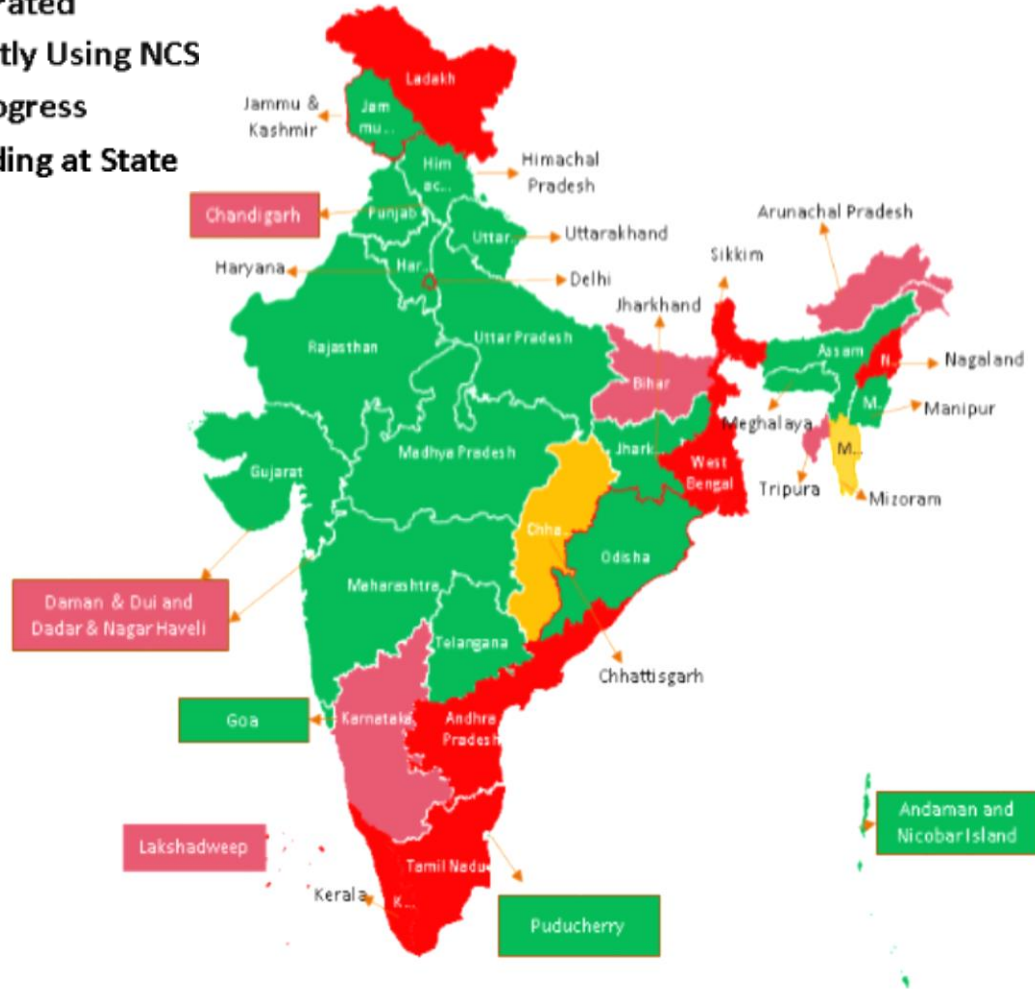 rated
tly Using NCS
ogress
ding at State
Ladakh
Jammu &
Kashmir
Jam
mu...
Him
ac...
Himachal
Pradesh
Chandigarh
Punjab
Uttar...
Uttarakhand
Arunachal Pradesh
Haryana
Har...
Delhi
Sikkim
Jharkhand
Rajasthan
Uttar Pradesh
Bihar
Assam
N...
Nagaland
M...
Manipur
Meghalaya
Gujarat
Madhya Pradesh
Jhark...
West
Bengal
M...
Tripura
Mizoram
Chha...
Odisha
Daman & Dui and
Dadar & Nagar Haveli
Maharashtra
Telangana
Chhattisgarh
Goa
Karnataka
Andhra
Pradesh
Andaman and
Nicobar Island
Lakshadweep
Tamil Nadu
Kerala
K...
Puducherry